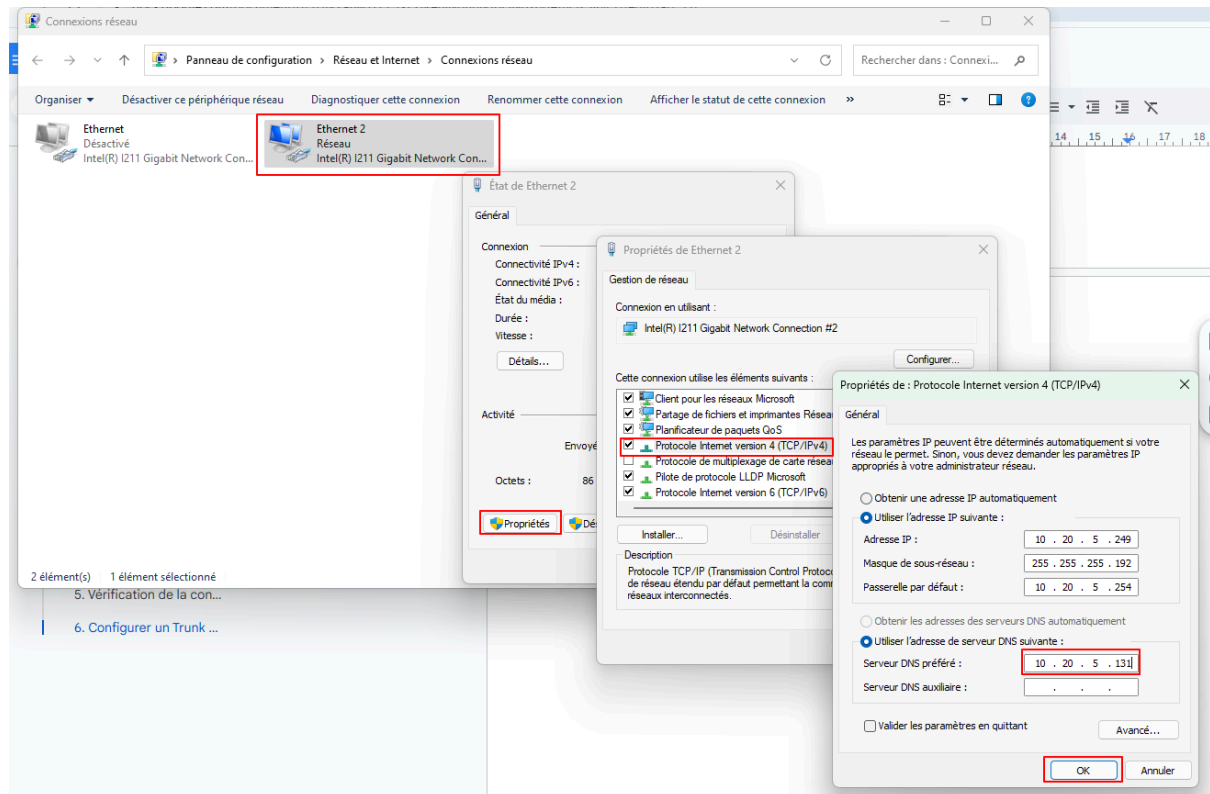 Connexions réseau
Panneau de configuration › Réseau et Internet › Connexions réseau
Rechercher dans : Connexi...
Organiser
Désactiver ce périphérique réseau
Diagnostiquer cette connexion
Renommer cette connexion
Afficher le statut de cette connexion
»
Ethernet
Désactivé
Intel(R) I211 Gigabit Network Con...
Ethernet 2
Réseau
Intel(R) I211 Gigabit Network Con...
14 15 16 17 18
État de Ethernet 2
Général
Connexion
Connectivité IPv4 :
Connectivité IPv6 :
État du média :
Durée :
Vitesse :
Détails...
Activité
Envoyé
Octets : 86
Propriétés
Dés
Propriétés de Ethernet 2
Gestion de réseau
Connexion en utilisant :
Intel(R) I211 Gigabit Network Connection #2
Configurer...
Cette connexion utilise les éléments suivants :
Client pour les réseaux Microsoft
Partage de fichiers et imprimantes Réseau
Planificateur de paquets QoS
Protocole Internet version 4 (TCP/IPv4)
Protocole de multiplexage de carte réseau
Pilote de protocole LLDP Microsoft
Protocole Internet version 6 (TCP/IPv6)
Installer...
Désinstaller
Description
Protocole TCP/IP (Transmission Control Protoco
de réseau étendu par défaut permettant la comm
réseaux interconnectés.
Propriétés de : Protocole Internet version 4 (TCP/IPv4)
Général
Les paramètres IP peuvent être déterminés automatiquement si votre
réseau le permet. Sinon, vous devez demander les paramètres IP
appropriés à votre administrateur réseau.
Obtenir une adresse IP automatiquement
Utiliser l'adresse IP suivante :
Adresse IP : 10 . 20 . 5 . 249
Masque de sous-réseau : 255 . 255 . 255 . 192
Passerelle par défaut : 10 . 20 . 5 . 254
Obtenir les adresses des serveurs DNS automatiquement
Utiliser l'adresse de serveur DNS suivante :
Serveur DNS préféré : 10 . 20 . 5 . 131
Serveur DNS auxiliaire : . . .
Valider les paramètres en quittant
Avancé...
OK
Annuler
2 élément(s)
1 élément sélectionné
5. Vérification de la con...
6. Configurer un Trunk ...